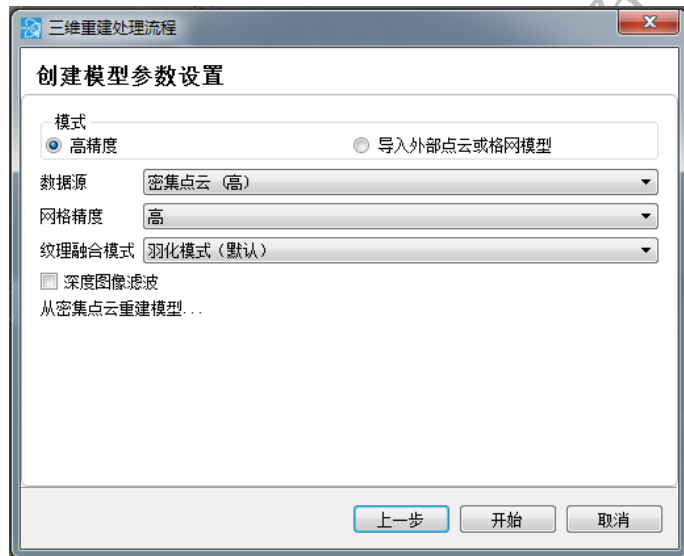 三维重建处理流程
创建模型参数设置
模式
高精度 导入外部点云或格网模型
数据源 密集点云（高）
网格精度 高
纹理融合模式 羽化模式（默认）
深度图像滤波
从密集点云重建模型...
上一步 开始 取消